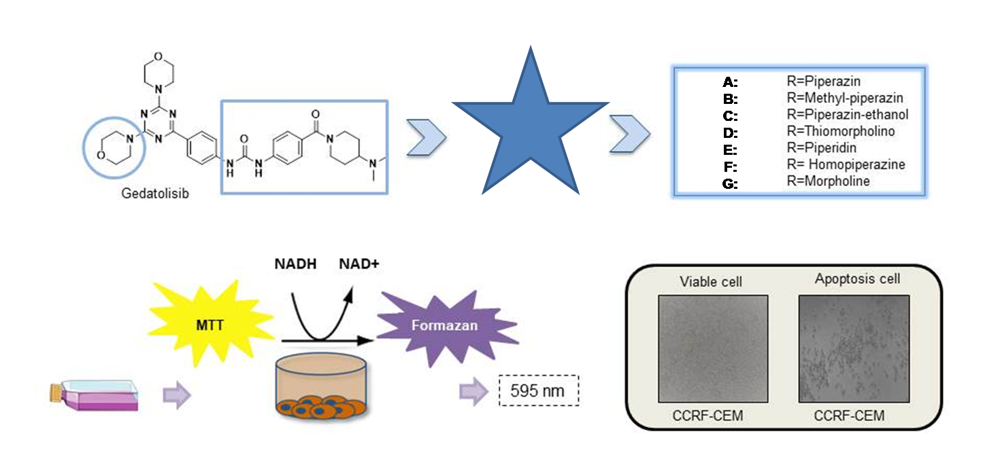 O
N
N
N
N
N
O
Gedatolisib
O
N
H
N
H
O
N
N
A: R=Piperazin
B: R=Methyl-piperazin
C: R=Piperazin-ethanol
D: R=Thiomorpholino
E: R=Piperidin
F: R= Homopiperazine
G: R=Morpholine
NADH NAD+
MTT
Formazan
595 nm
Viable cell
Apoptosis cell
CCRF-CEM
CCRF-CEM